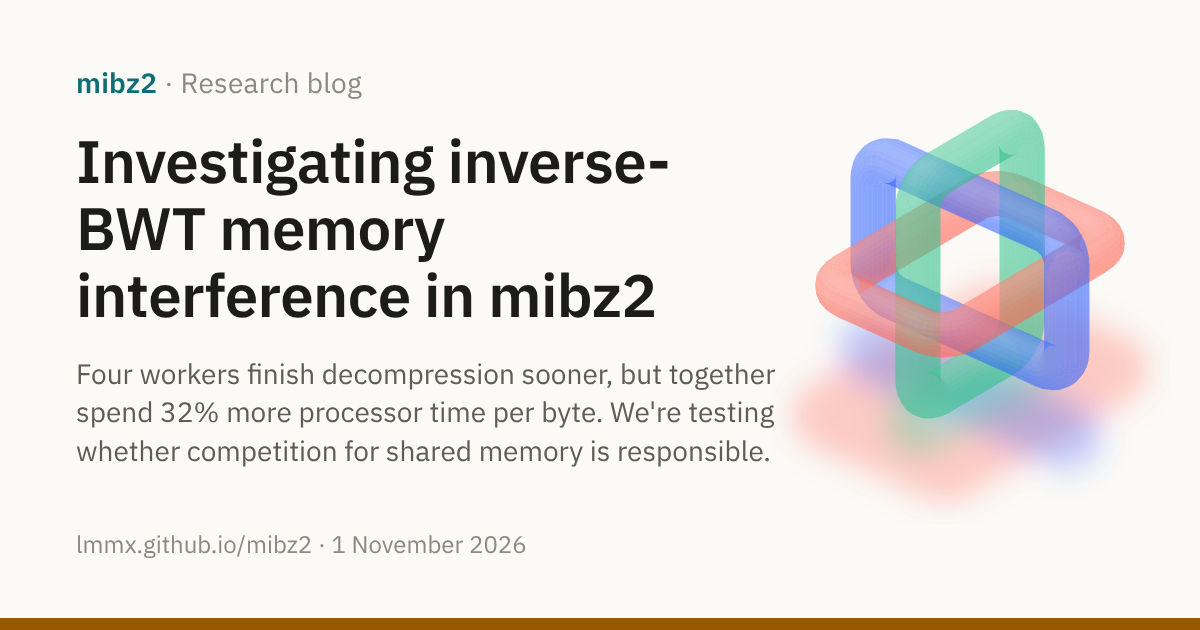 mibz2 · Research blog
Investigating inverse-
BWT memory
interference in mibz2
Four workers finish decompression sooner, but together
spend 32% more processor time per byte. We're testing
whether competition for shared memory is responsible.
lmmx.github.io/mibz2 · 1 November 2026